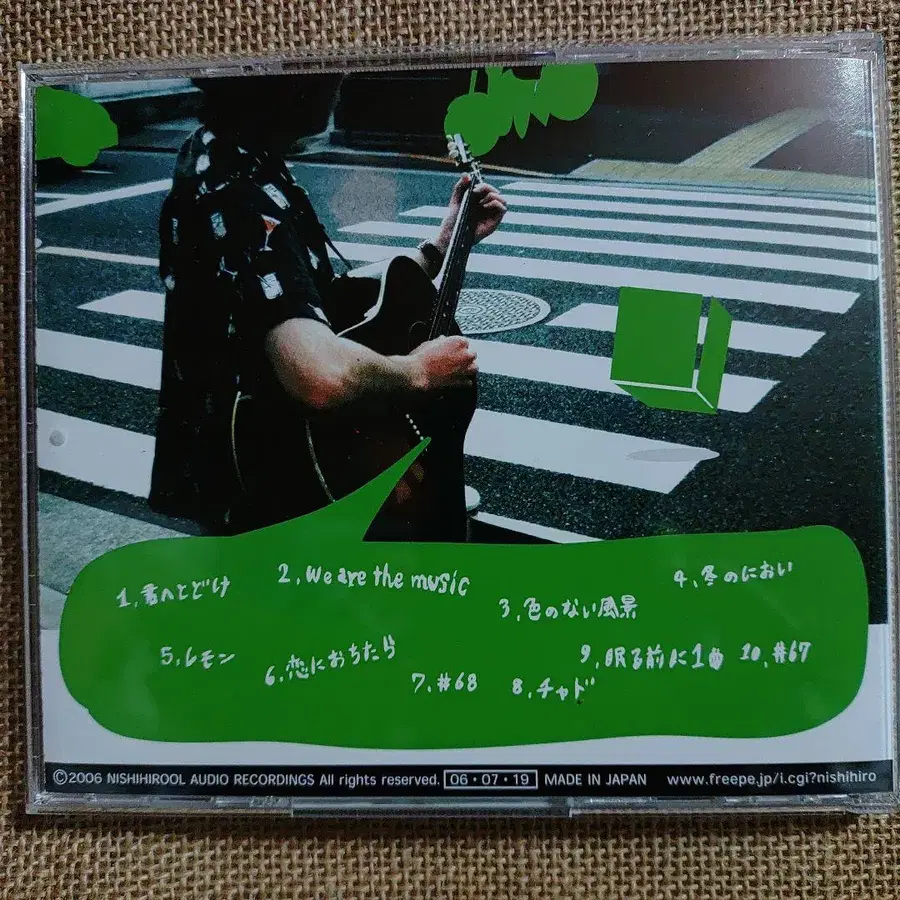 1. 君へとどけ
2. We are the music
3. 色のない風景
4. 冬のにおい
5. レモン
6. 恋におちたら
7. #68
8. チャド
9. 眠る前に1曲
10. #67
©2006 NISHIHIROOL AUDIO RECORDINGS All rights reserved. 06・07・19 MADE IN JAPAN www.freepe.jp/i.cgi?nishihiro